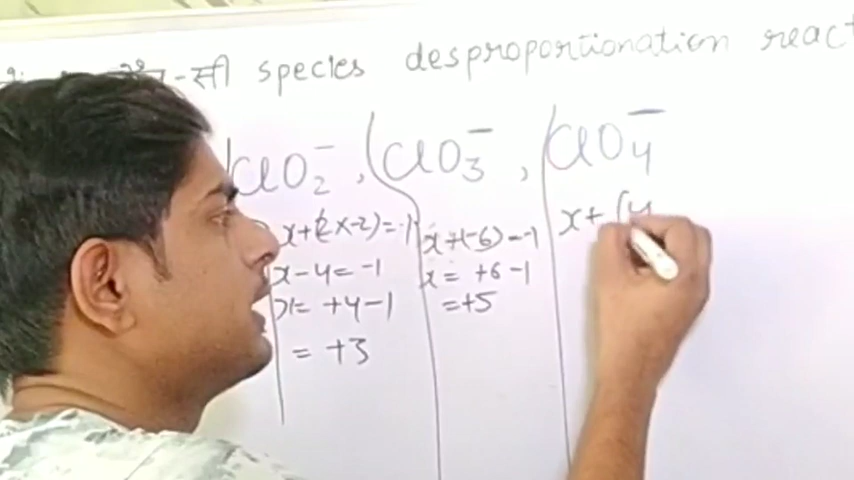 -सी species desproportionation react
ClO₂⁻ , ClO₃⁻ , ClO₄⁻
x+(2x-2)=-1
x-4=-1
x= +4-1
= +3
x+(-6)=-1
x= +6-1
=+5
x+(4